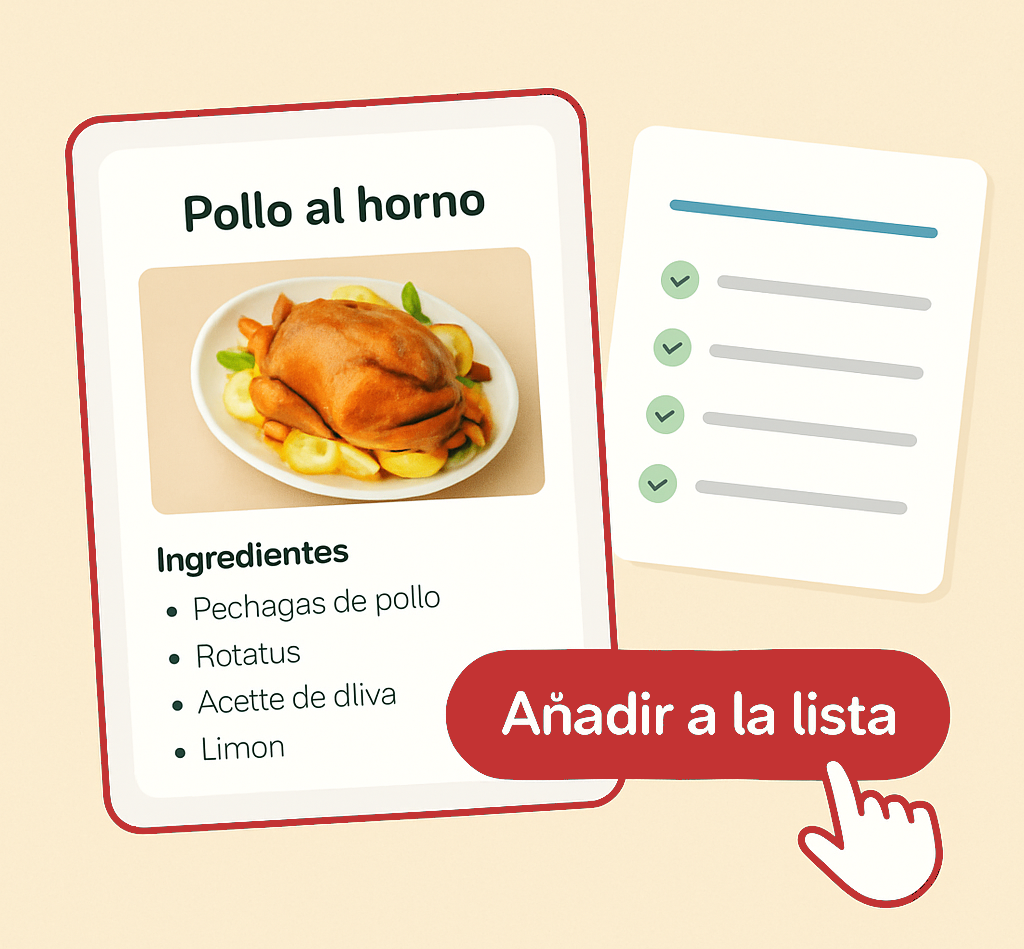 Pollo al horno
Ingredientes
Pechagas de pollo
Rotatus
Acette de dliva
Limon
Añadir a la lista